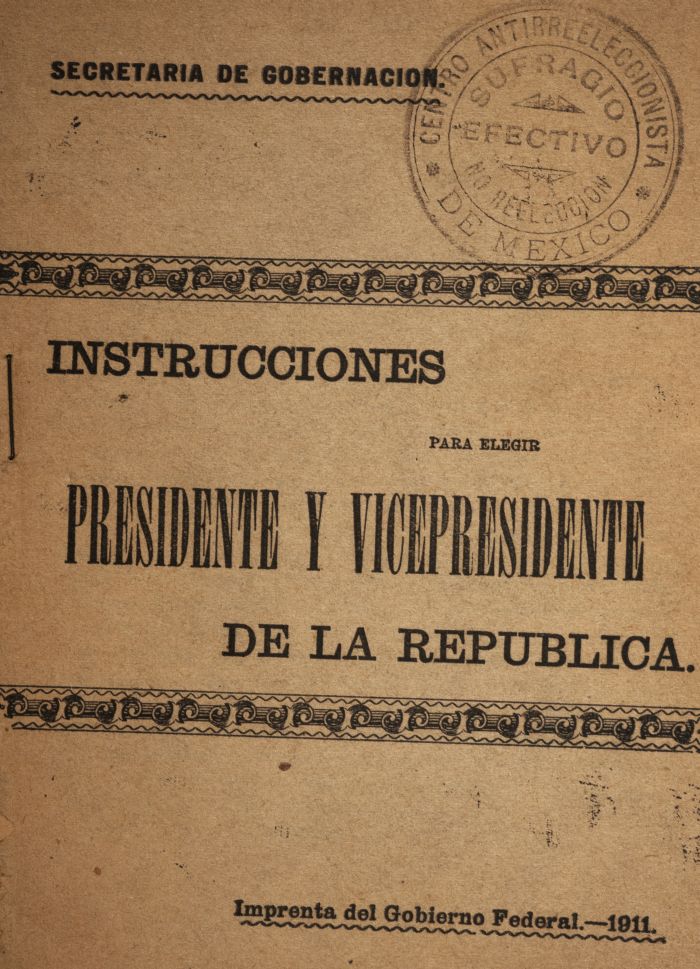 SECRETARIA DE GOBERNACION.
CENTRO ANTIRREELECCIONISTA
SUFRAGIO
EFECTIVO
NO REELECCION
DE MEXICO
INSTRUCCIONES
PARA ELEGIR
PRESIDENTE Y VICEPRESIDENTE
DE LA REPUBLICA.
Imprenta del Gobierno Federal.—1911.